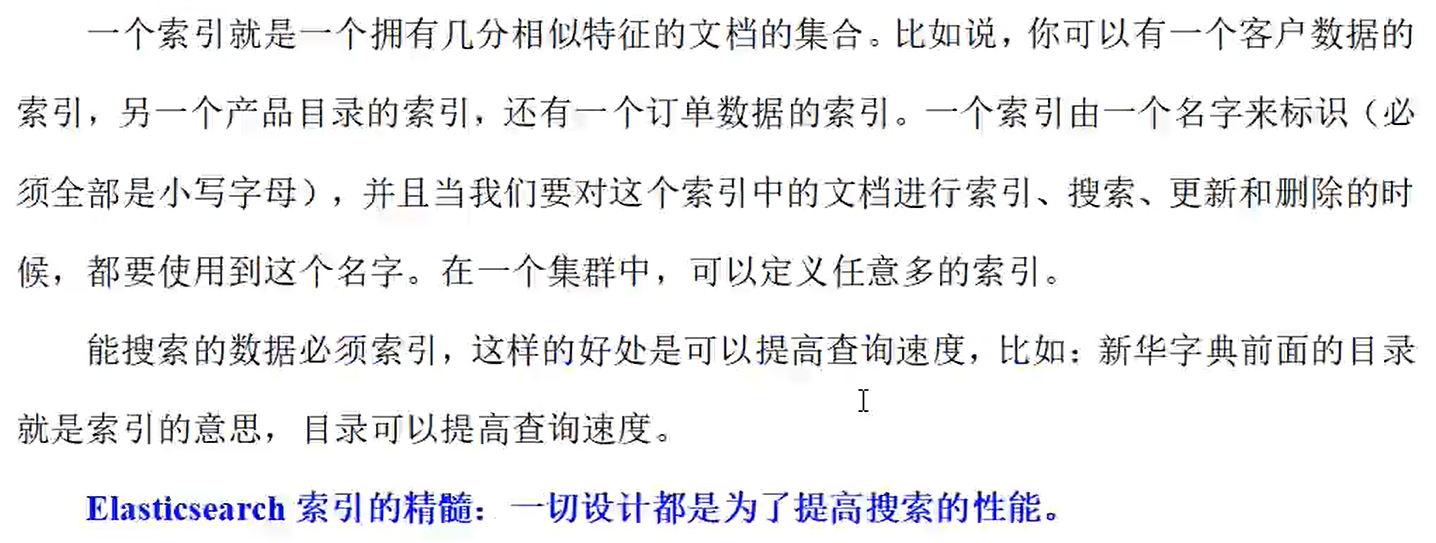 一个索引就是一个拥有几分相似特征的文档的集合。比如说，你可以有一个客户数据的
索引，另一个产品目录的索引，还有一个订单数据的索引。一个索引由一个名字来标识（必
须全部是小写字母），并且当我们要对这个索引中的文档进行索引、搜索、更新和删除的时
候，都要使用到这个名字。在一个集群中，可以定义任意多的索引。
能搜索的数据必须索引，这样的好处是可以提高查询速度，比如：新华字典前面的目录
就是索引的意思，目录可以提高查询速度。
Elasticsearch 索引的精髓：一切设计都是为了提高搜索的性能。